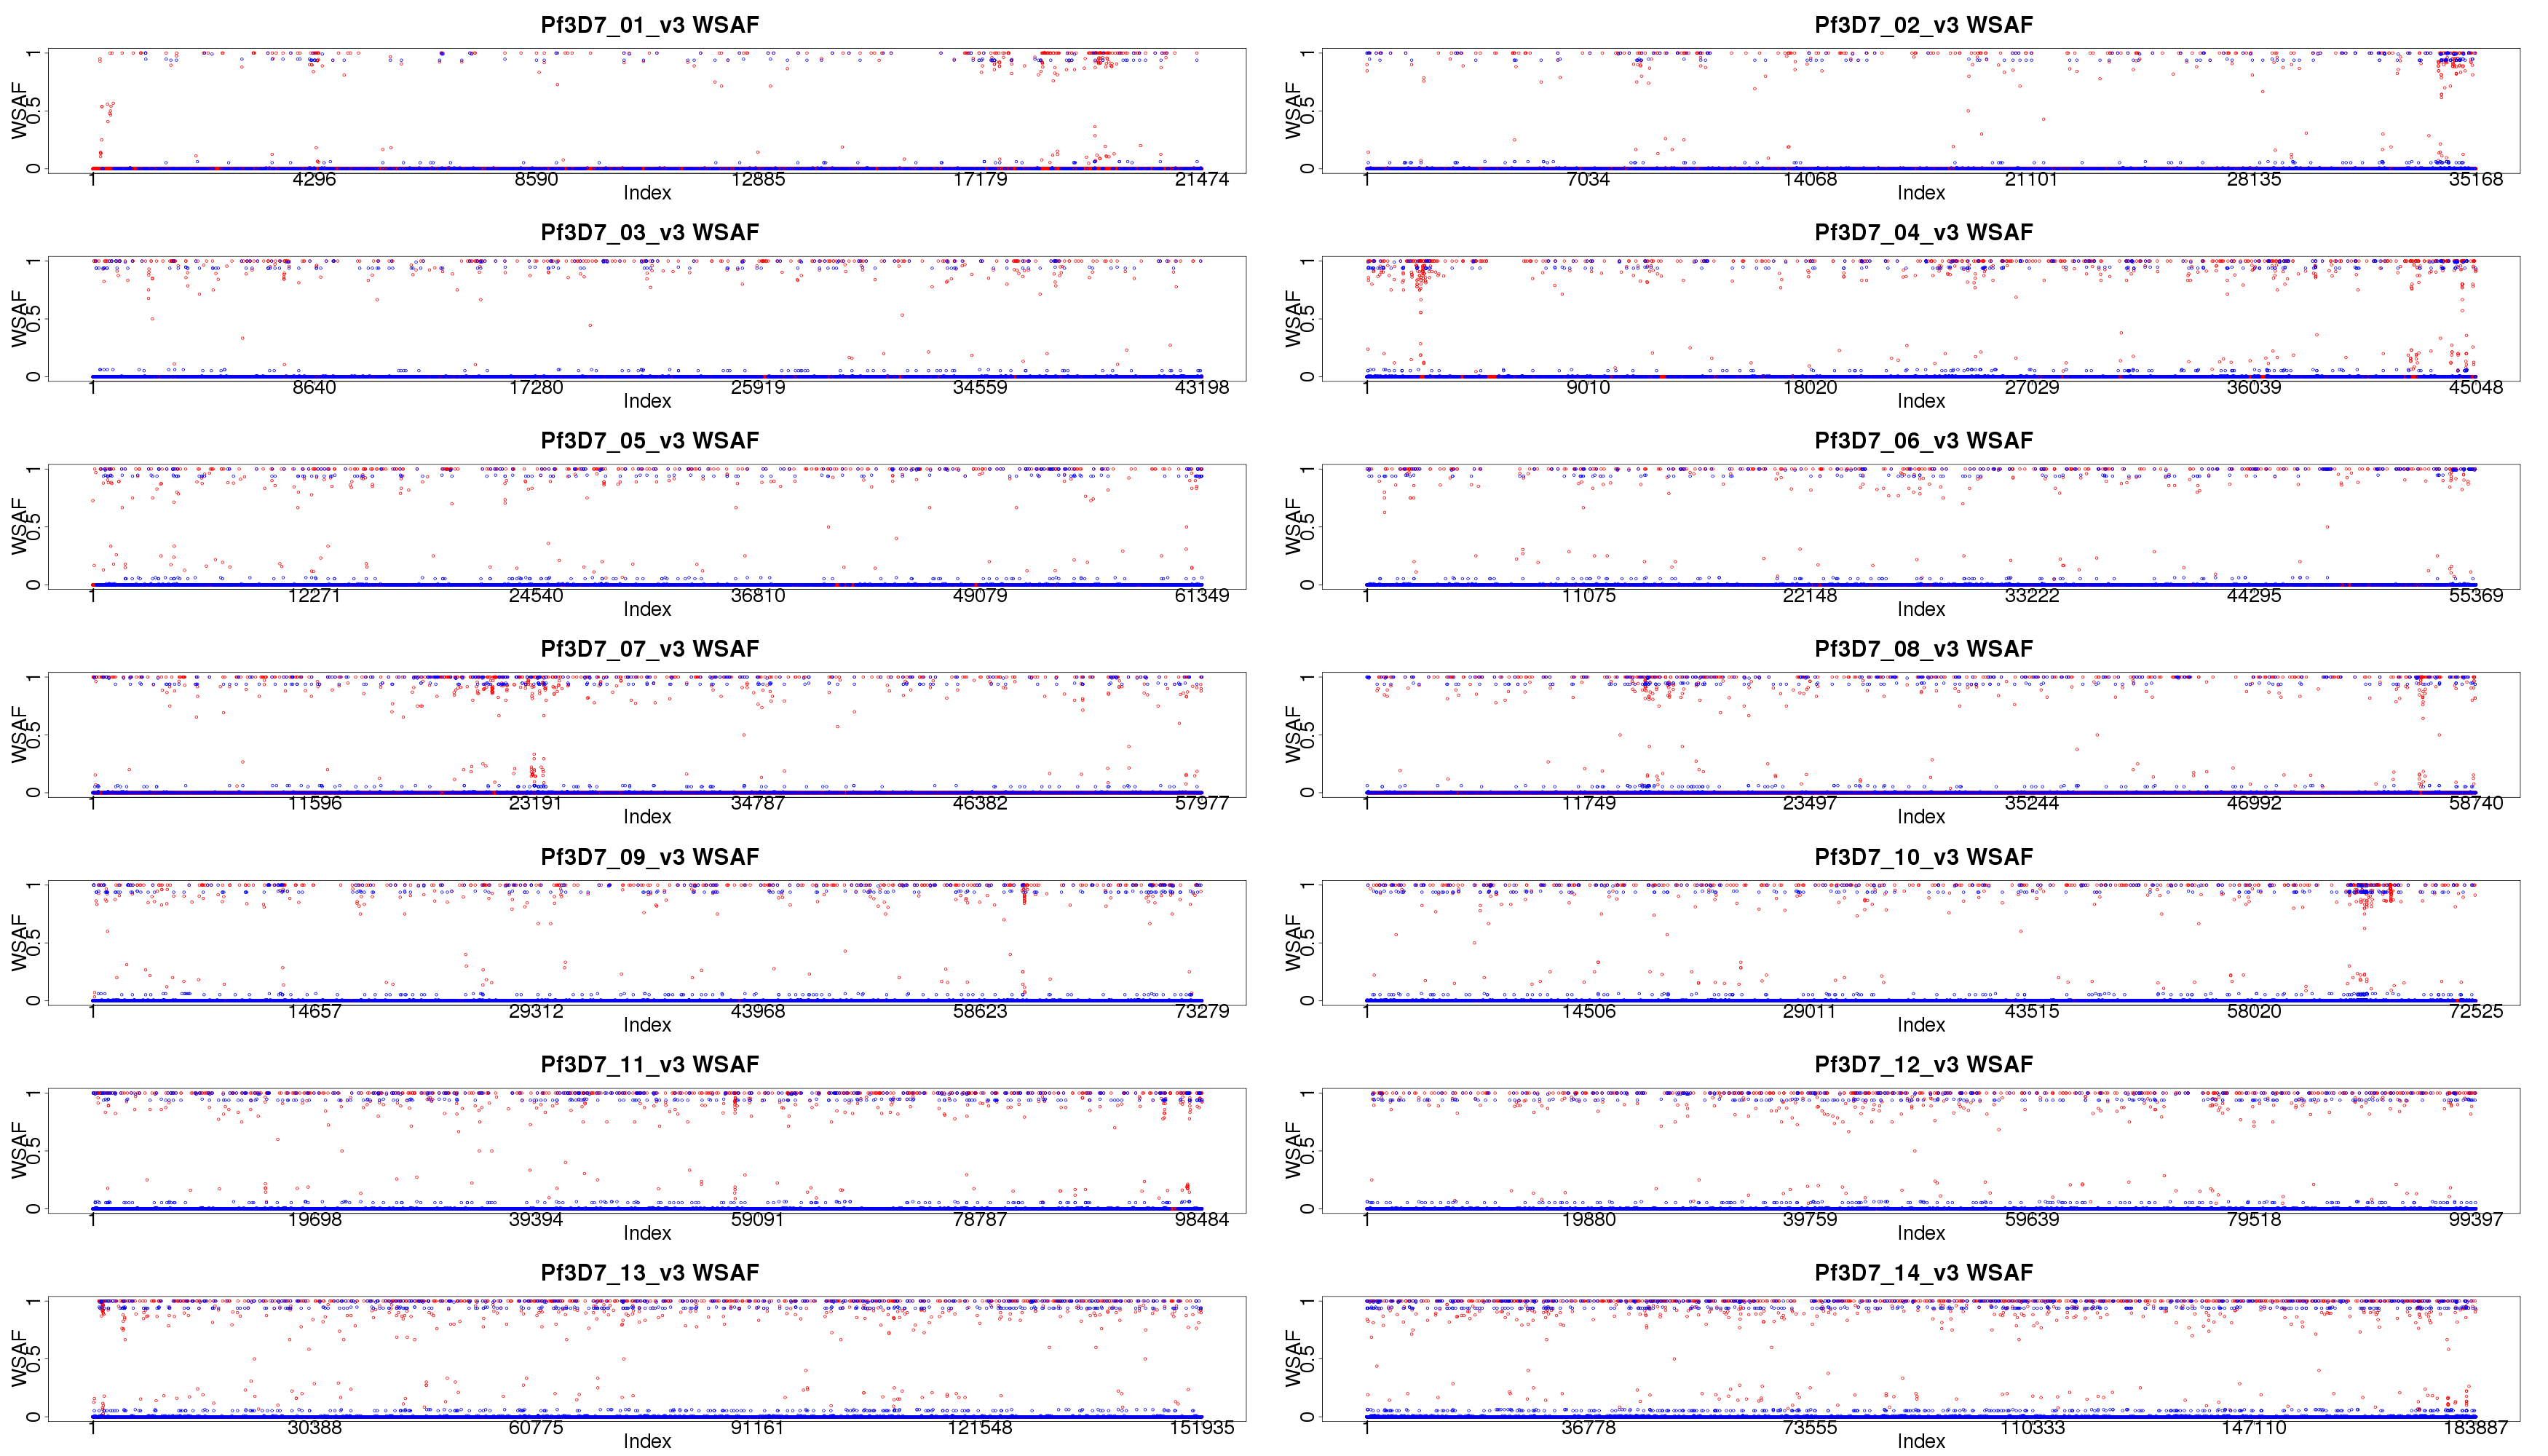 Pf3D7_01_v3 WSAF
WSAF
1
0.5
0
1 4296 8590 12885 17179 21474
Index
Pf3D7_02_v3 WSAF
WSAF
1
0.5
0
1 7034 14068 21101 28135 35168
Index
Pf3D7_03_v3 WSAF
WSAF
1
0.5
0
1 8640 17280 25919 34559 43198
Index
Pf3D7_04_v3 WSAF
WSAF
1
0.5
0
1 9010 18020 27029 36039 45048
Index
Pf3D7_05_v3 WSAF
WSAF
1
0.5
0
1 12271 24540 36810 49079 61349
Index
Pf3D7_06_v3 WSAF
WSAF
1
0.5
0
1 11075 22148 33222 44295 55369
Index
Pf3D7_07_v3 WSAF
WSAF
1
0.5
0
1 11596 23191 34787 46382 57977
Index
Pf3D7_08_v3 WSAF
WSAF
1
0.5
0
1 11749 23497 35244 46992 58740
Index
Pf3D7_09_v3 WSAF
WSAF
1
0.5
0
1 14657 29312 43968 58623 73279
Index
Pf3D7_10_v3 WSAF
WSAF
1
0.5
0
1 14506 29011 43515 58020 72525
Index
Pf3D7_11_v3 WSAF
WSAF
1
0.5
0
1 19698 39394 59091 78787 98484
Index
Pf3D7_12_v3 WSAF
WSAF
1
0.5
0
1 19880 39759 59639 79518 99397
Index
Pf3D7_13_v3 WSAF
WSAF
1
0.5
0
1 30388 60775 91161 121548 151935
Index
Pf3D7_14_v3 WSAF
WSAF
1
0.5
0
1 36778 73555 110333 147110 183887
Index